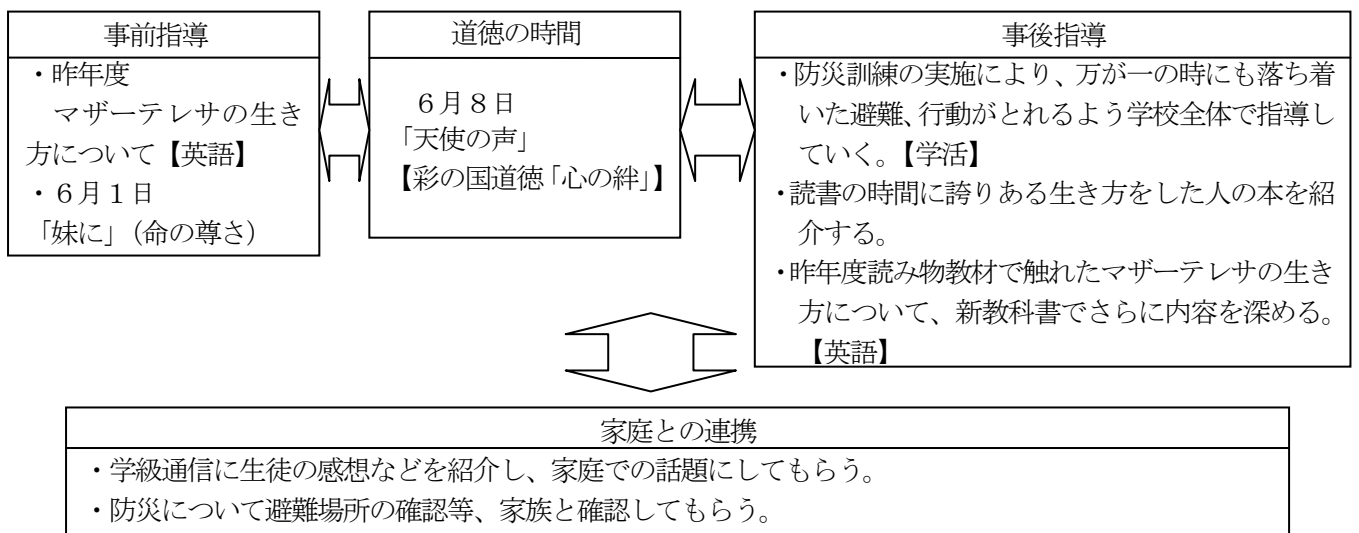 事前指導
・昨年度
マザーテレサの生き
方について【英語】
・６月１日
「妹に」（命の尊さ）
道徳の時間
６月８日
「天使の声」
【彩の国道徳「心の絆」】
事後指導
・防災訓練の実施により、万が一の時にも落ち着
いた避難、行動がとれるよう学校全体で指導し
ていく。【学活】
・読書の時間に誇りある生き方をした人の本を紹
介する。
・昨年度読み物教材で触れたマザーテレサの生き
方について、新教科書でさらに内容を深める。
【英語】
家庭との連携
・学級通信に生徒の感想などを紹介し、家庭での話題にしてもらう。
・防災について避難場所の確認等、家族と確認してもらう。